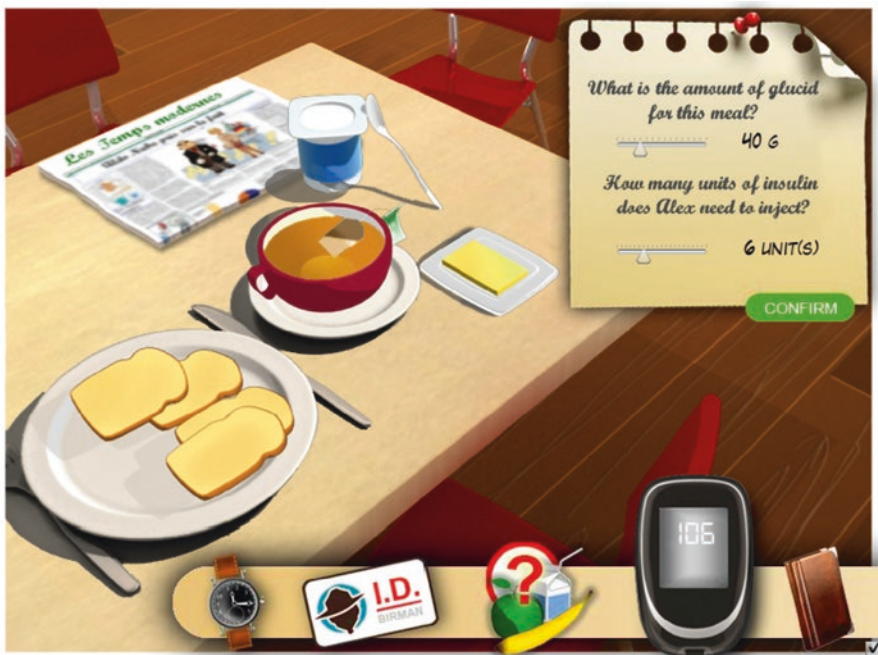 What is the amount of glucid
for this meal?
40 G
How many units of insulin
does Alex need to inject?
6 UNIT(S)
CONFIRM
Les Temps modernes
I.D.
BIRMAN
?
106